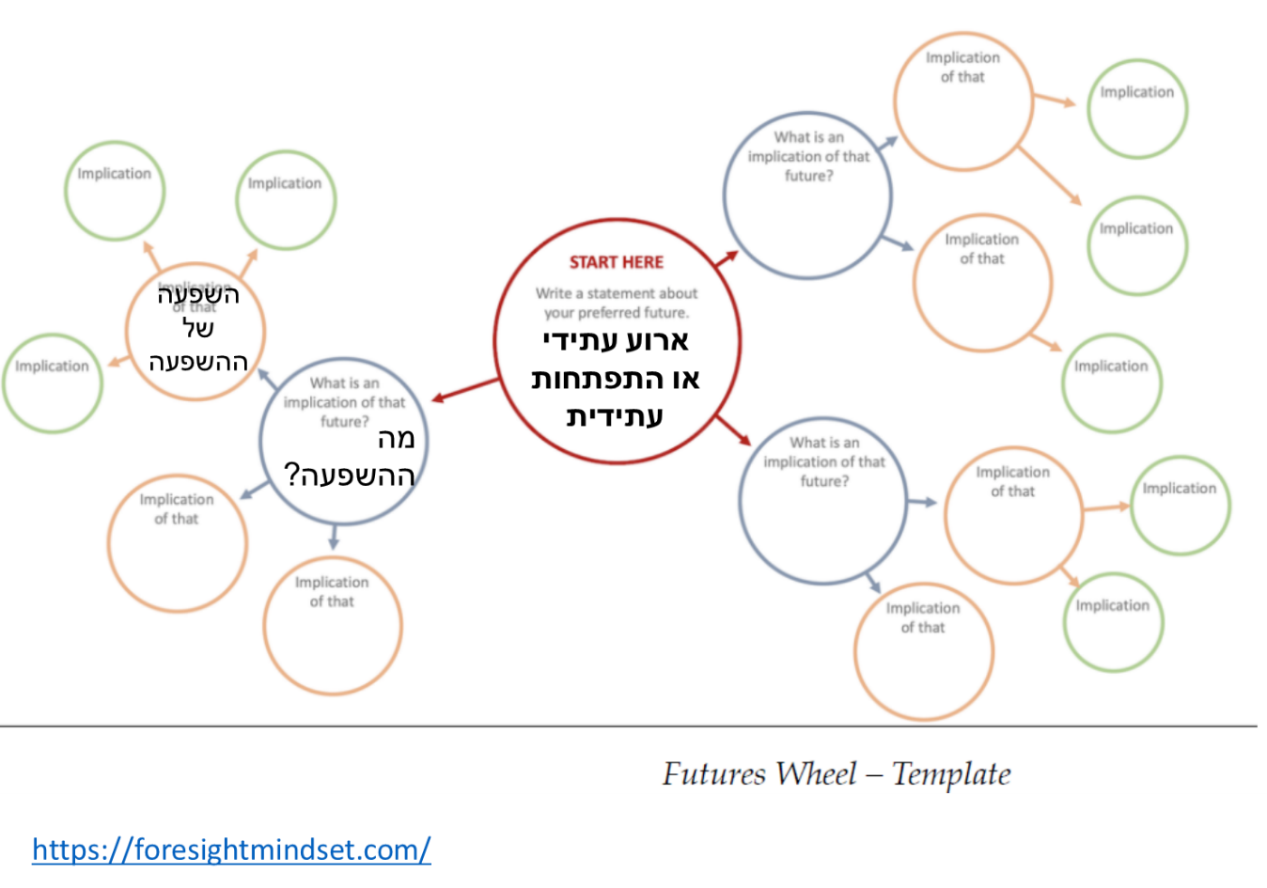 START HERE
Write a statement about
your preferred future.
ארוע עתידי
או התפתחות
עתידית
What is an
implication of that
future?
מה
ההשפעה?
Implication
of that
השפעה
של
ההשפעה
Implication
Implication
Implication
Implication
of that
Implication
of that
What is an
implication of that
future?
Implication
of that
Implication
Implication
Implication
of that
Implication
What is an
implication of that
future?
Implication
of that
Implication
Implication
Implication
of that
Futures Wheel – Template
https://foresightmindset.com/